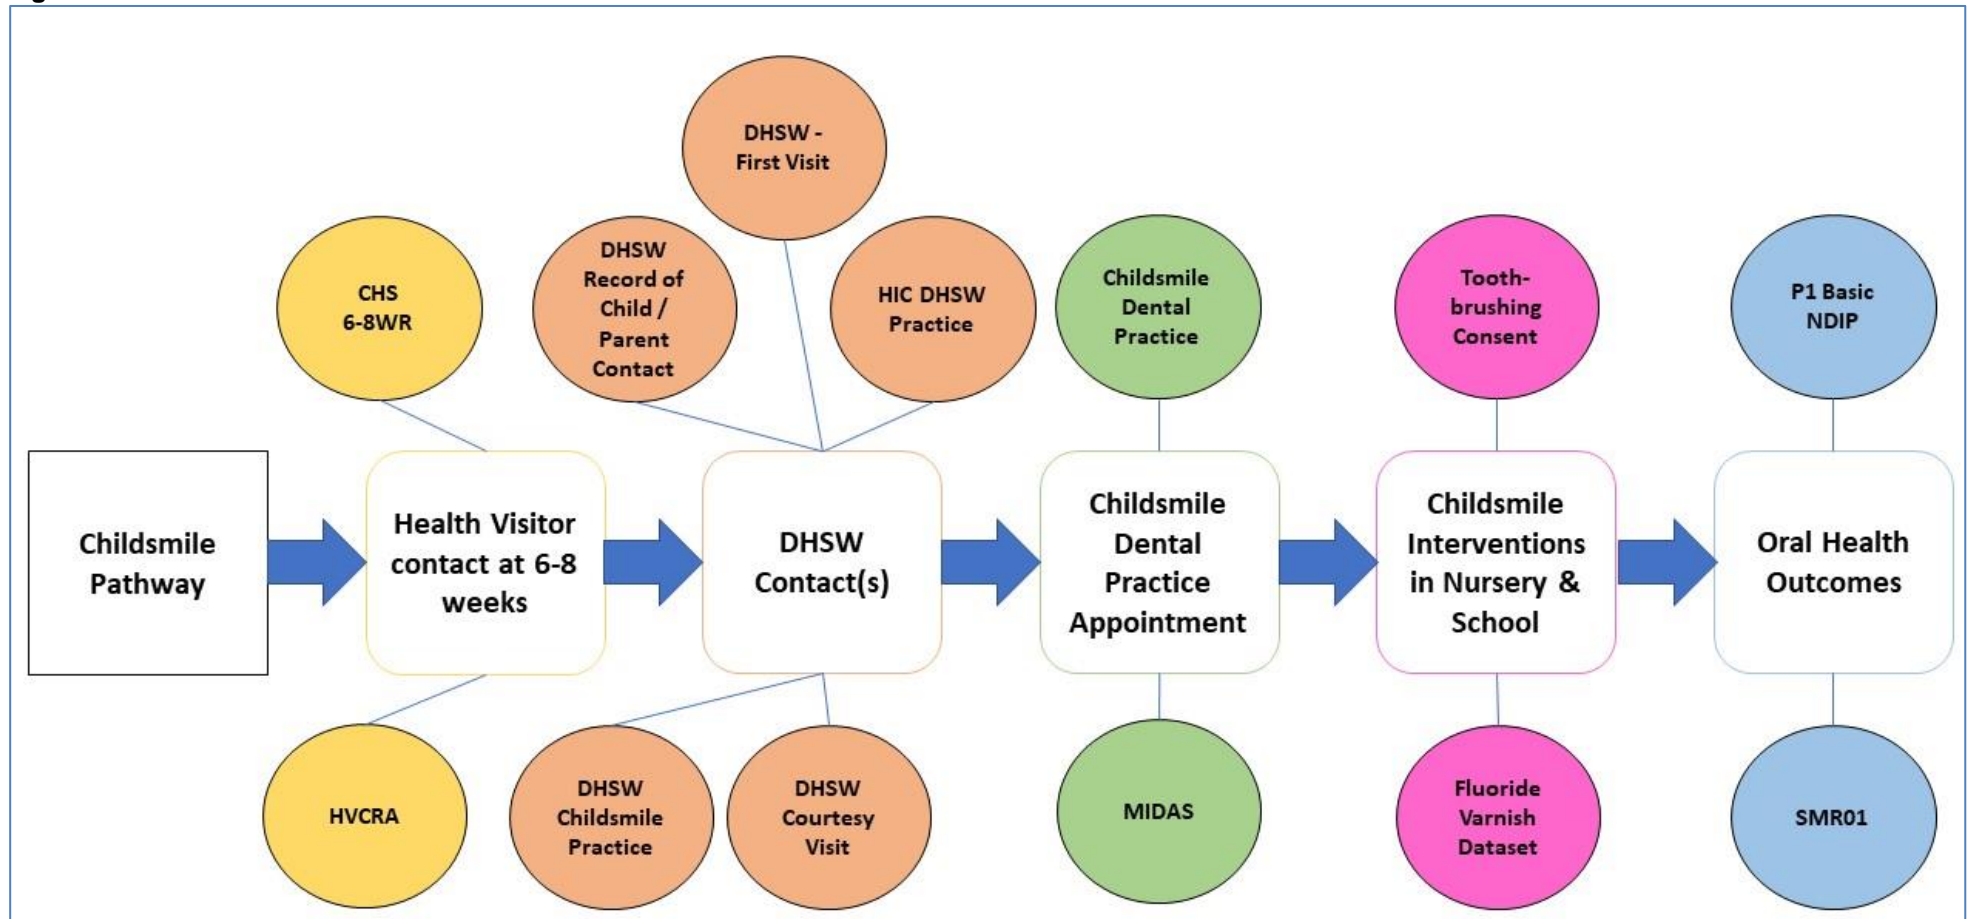 DHSW -
First Visit
CHS
6-8WR
DHSW
Record of
Child /
Parent
Contact
HIC DHSW
Practice
Childsmile
Dental
Practice
Tooth-
brushing
Consent
P1 Basic
NDIP
Childsmile
Pathway
Health Visitor
contact at 6-8
weeks
DHSW
Contact(s)
Childsmile
Dental
Practice
Appointment
Childsmile
Interventions
in Nursery &
School
Oral Health
Outcomes
HVCRA
DHSW
Childsmile
Practice
DHSW
Courtesy
Visit
MIDAS
Fluoride
Varnish
Dataset
SMR01